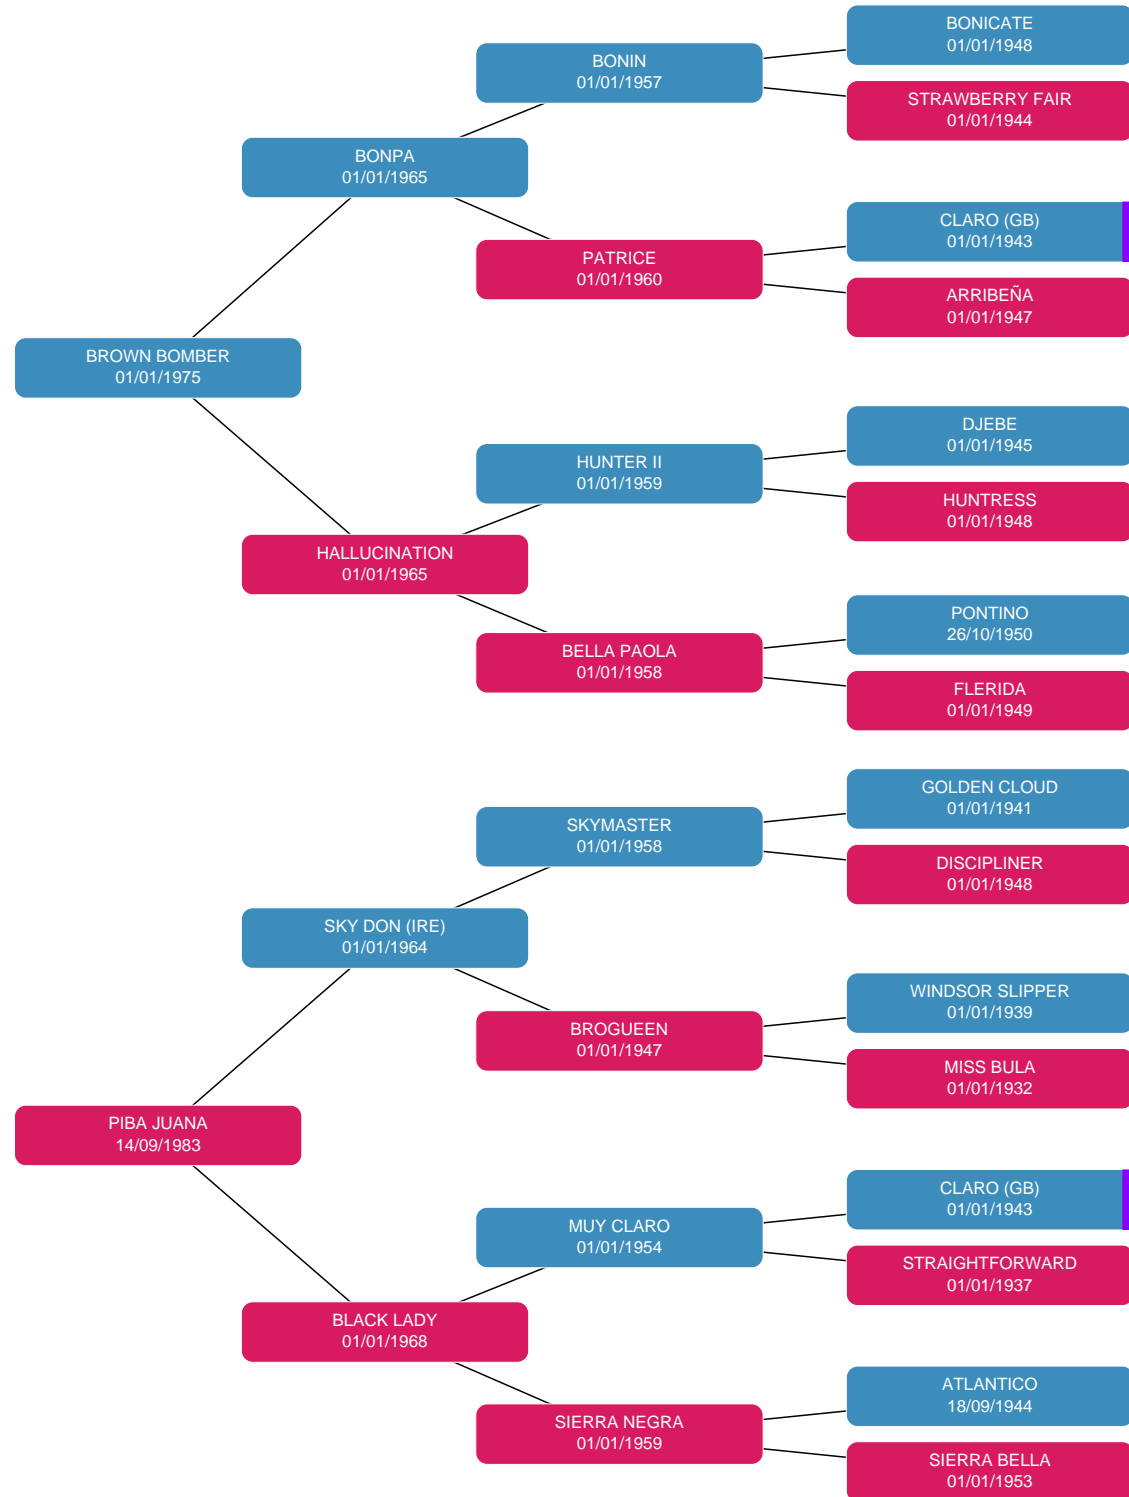 BONICATE
01/01/1948
BONIN
01/01/1957
STRAWBERRY FAIR
01/01/1944
BONPA
01/01/1965
CLARO (GB)
01/01/1943
PATRICE
01/01/1960
ARRIBEÑA
01/01/1947
BROWN BOMBER
01/01/1975
DJEBE
01/01/1945
HUNTER II
01/01/1959
HUNTRESS
01/01/1948
HALLUCINATION
01/01/1965
PONTINO
26/10/1950
BELLA PAOLA
01/01/1958
FLERIDA
01/01/1949
GOLDEN CLOUD
01/01/1941
SKYMASTER
01/01/1958
DISCIPLINER
01/01/1948
SKY DON (IRE)
01/01/1964
WINDSOR SLIPPER
01/01/1939
BROGUEEN
01/01/1947
MISS BULA
01/01/1932
PIBA JUANA
14/09/1983
CLARO (GB)
01/01/1943
MUY CLARO
01/01/1954
STRAIGHTFORWARD
01/01/1937
BLACK LADY
01/01/1968
ATLANTICO
18/09/1944
SIERRA NEGRA
01/01/1959
SIERRA BELLA
01/01/1953